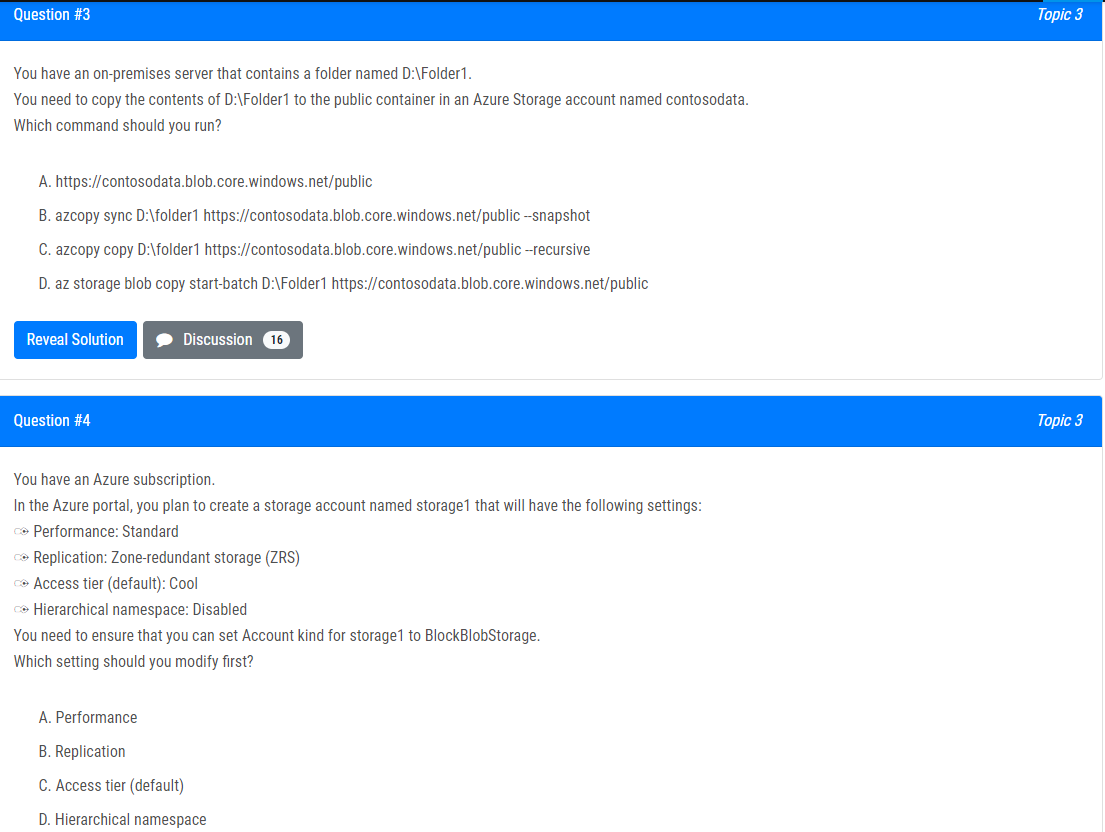 Question #3 Topic 3
You have an on-premises server that contains a folder named D:\Folder1.
You need to copy the contents of D:\Folder1 to the public container in an Azure Storage account named contosodata.
Which command should you run?
A. https://contosodata.blob.core.windows.net/public
B. azcopy sync D:\folder1 https://contosodata.blob.core.windows.net/public --snapshot
C. azcopy copy D:\folder1 https://contosodata.blob.core.windows.net/public --recursive
D. az storage blob copy start-batch D:\Folder1 https://contosodata.blob.core.windows.net/public
Reveal Solution Discussion 16
Question #4 Topic 3
You have an Azure subscription.
In the Azure portal, you plan to create a storage account named storage1 that will have the following settings:
Performance: Standard
Replication: Zone-redundant storage (ZRS)
Access tier (default): Cool
Hierarchical namespace: Disabled
You need to ensure that you can set Account kind for storage1 to BlockBlobStorage.
Which setting should you modify first?
A. Performance
B. Replication
C. Access tier (default)
D. Hierarchical namespace